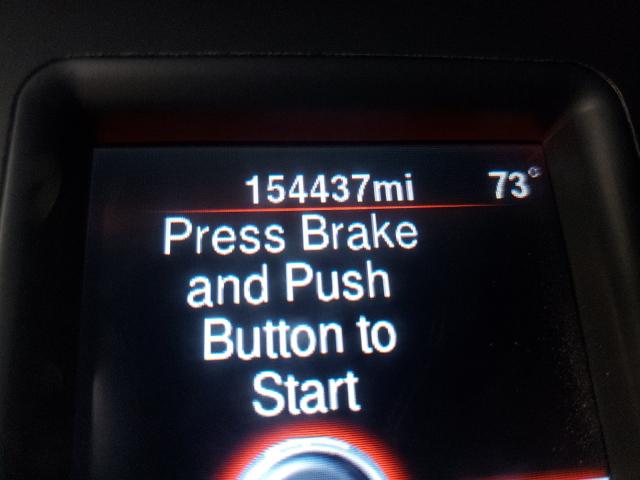 154437mi 73°
Press Brake
and Push
Button to
Start